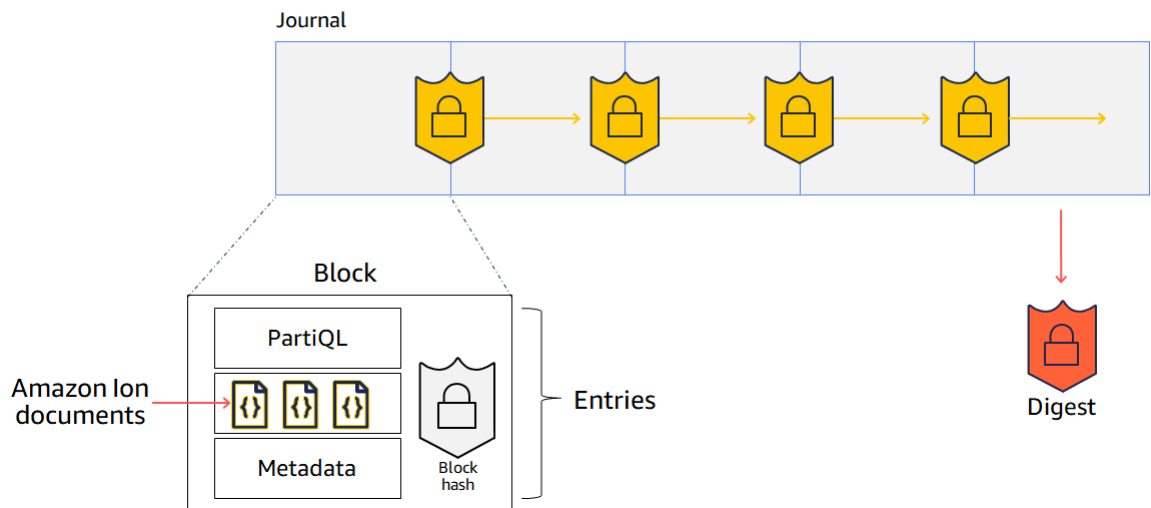 Journal
Block
PartiQL
Amazon Ion
documents
{} {} {}
Entries
Metadata
Block
hash
Digest